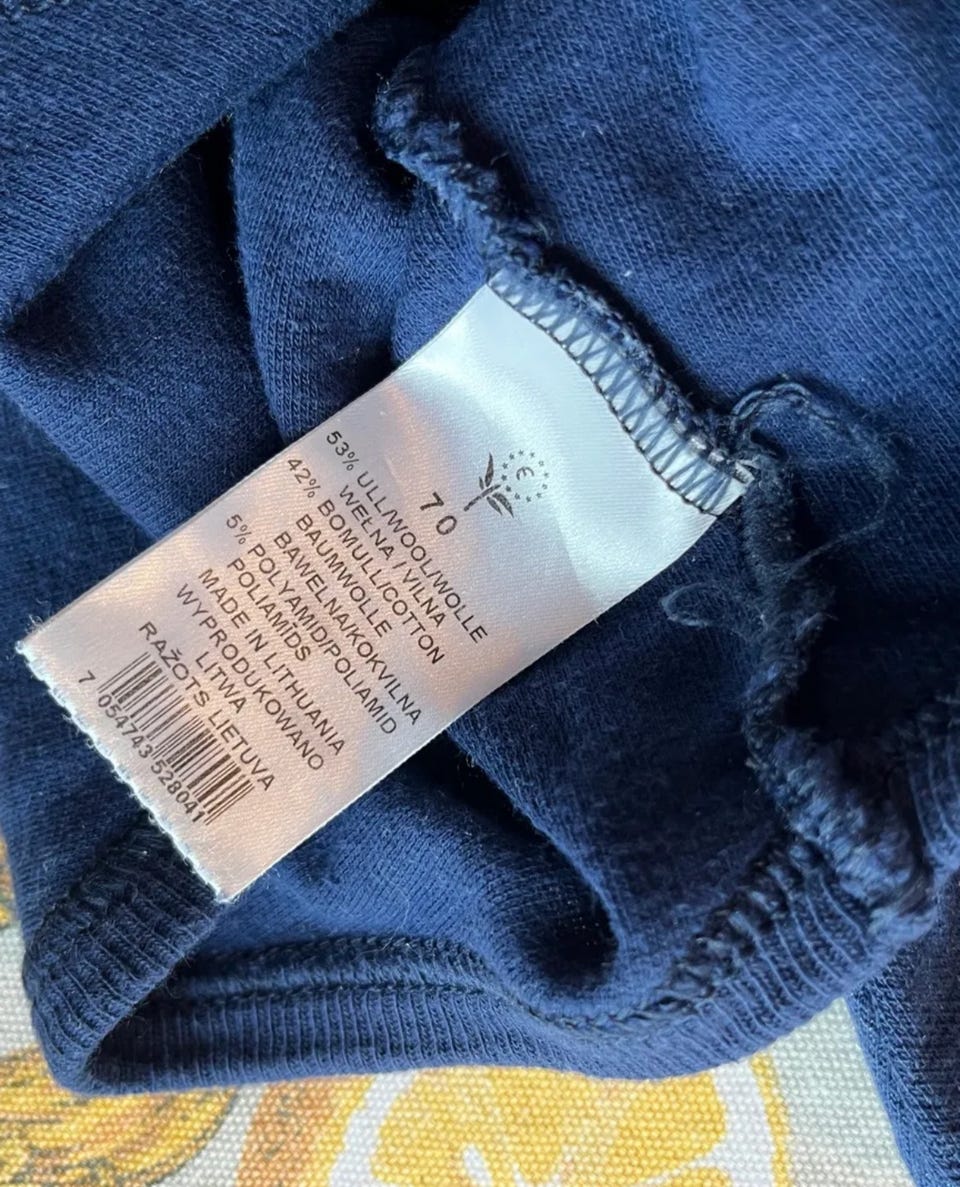 Є
70
53% ULL/WOOL/WOLLE
WEŁNA / VILNA
42% BOMULL/COTTON
BAUMWOLLE
BAWELNA/KOKVILNA
5% POLYAMID/POLIAMID
POLIAMIDS
MADE IN LITHUANIA
WYPRODUKOWANO
LITWA
RAŽOTS LIETUVA
7 054743 528041